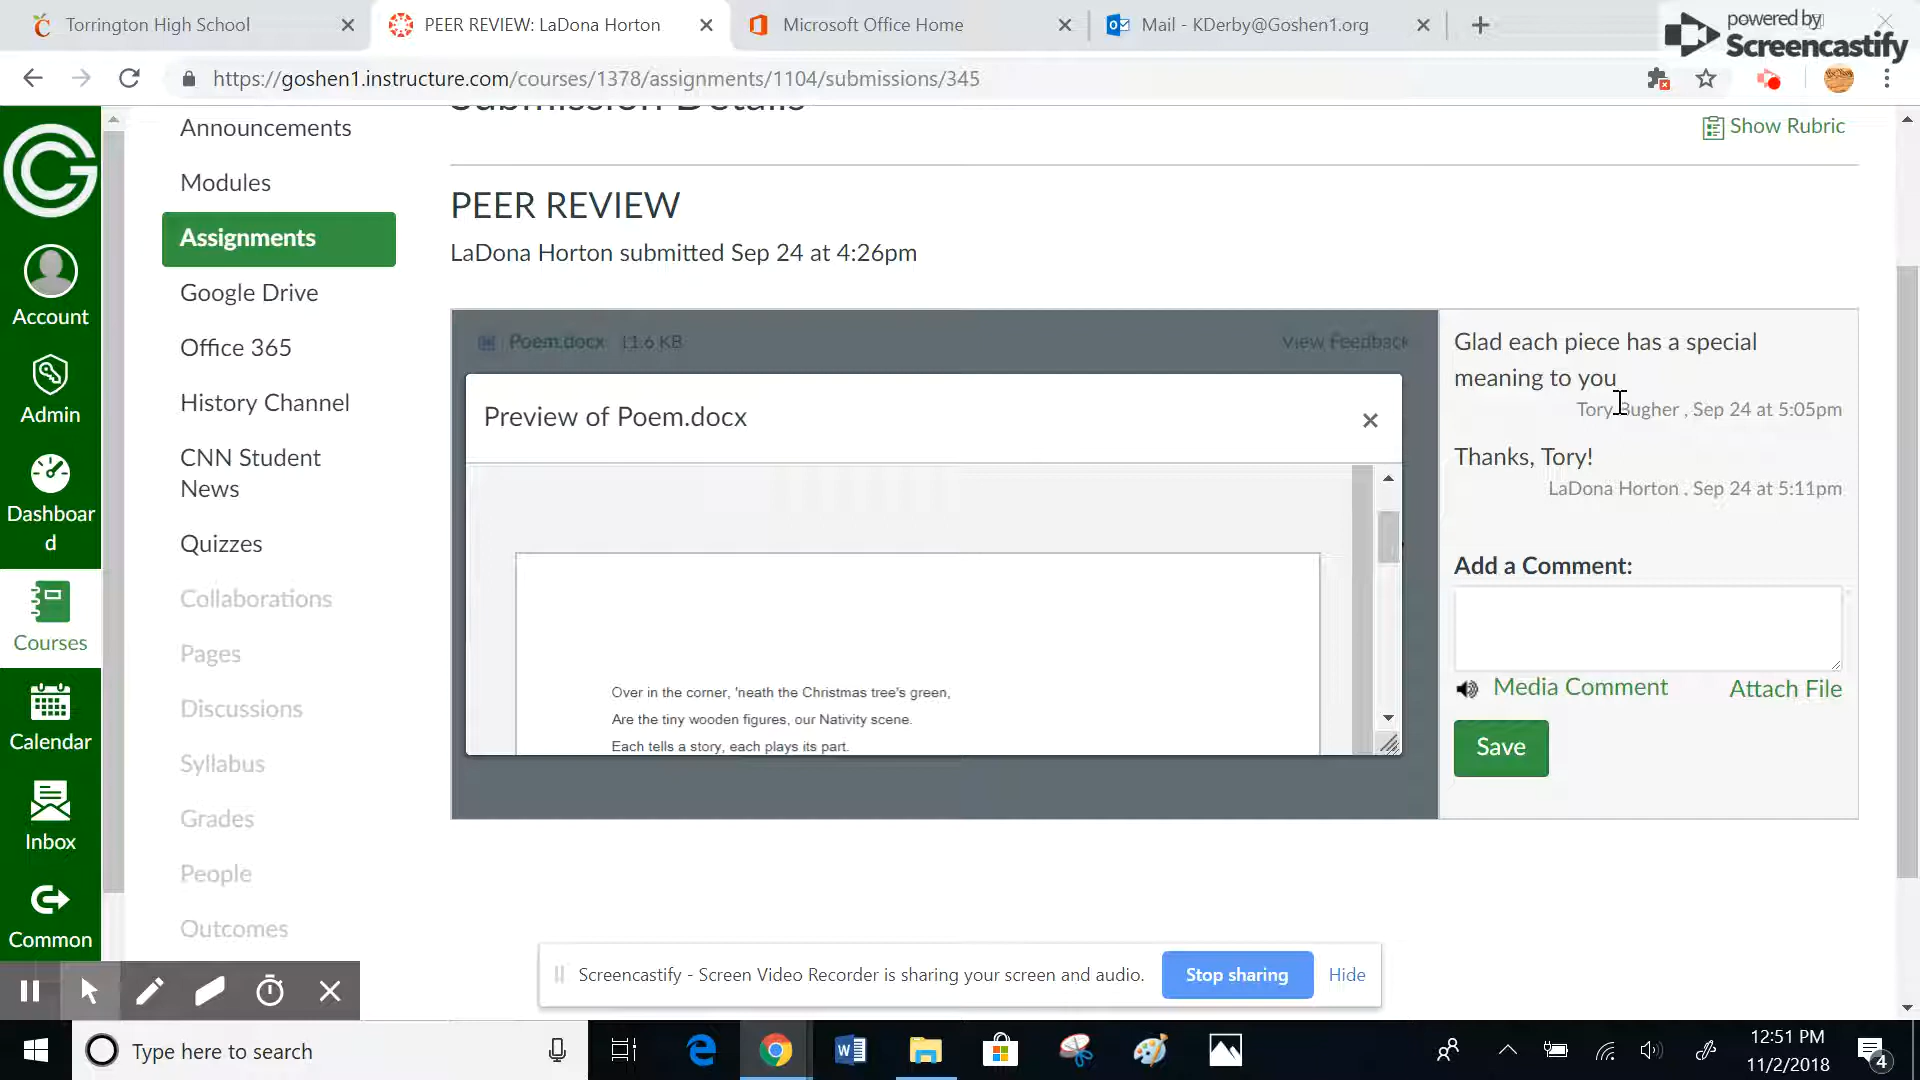 Torrington High School
PEER REVIEW: LaDona Horton
Microsoft Office Home
Mail - KDerby@Goshen1.org
powered by
Screencastify
https://goshen1.instructure.com/courses/1378/assignments/1104/submissions/345
Submission Details
Show Rubric
Account
Admin
Dashboar
d
Courses
Calendar
Inbox
Common
Announcements
Modules
Assignments
Google Drive
Office 365
History Channel
CNN Student
News
Quizzes
Collaborations
Pages
Discussions
Syllabus
Grades
People
Outcomes
PEER REVIEW
LaDona Horton submitted Sep 24 at 4:26pm
Poem.docx 11.6 KB
View Feedback
Preview of Poem.docx
Over in the corner, 'neath the Christmas tree's green,
Are the tiny wooden figures, our Nativity scene.
Each tells a story, each plays its part.
Glad each piece has a special
meaning to you
Tory Bugher , Sep 24 at 5:05pm
Thanks, Tory!
LaDona Horton , Sep 24 at 5:11pm
Add a Comment:
Media Comment
Attach File
Save
Screencastify - Screen Video Recorder is sharing your screen and audio.
Stop sharing
Hide
Type here to search
12:51 PM
11/2/2018
4